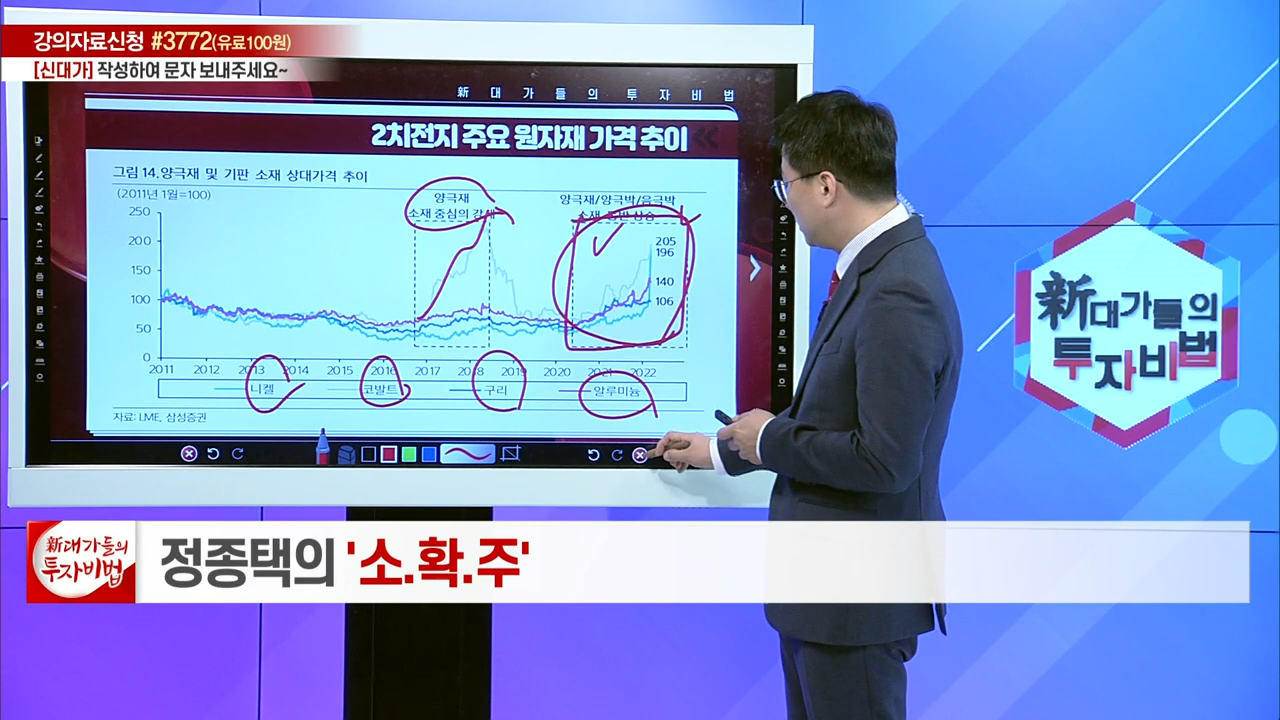 강의자료신청 #3772(유료100원)
[신대가] 작성하여 문자 보내주세요~
新대가들의 투자비법
2차전지 주요 원자재 가격 추이
그림 14. 양극재 및 기판 소재 상대가격 추이
(2011년 1월=100)
양극재
소재 중심의 강세
양극재/양극박/음극박
소재 동반 상승
250
200
150
100
50
0
205
196
140
106
2011 2012 2013 2014 2015 2016 2017 2018 2019 2020 2021 2022
니켈 코발트 구리 알루미늄
자료: LME, 삼성증권
新대가들의
투자비법
新대가들의
투자비법
정종택의 '소.확.주'